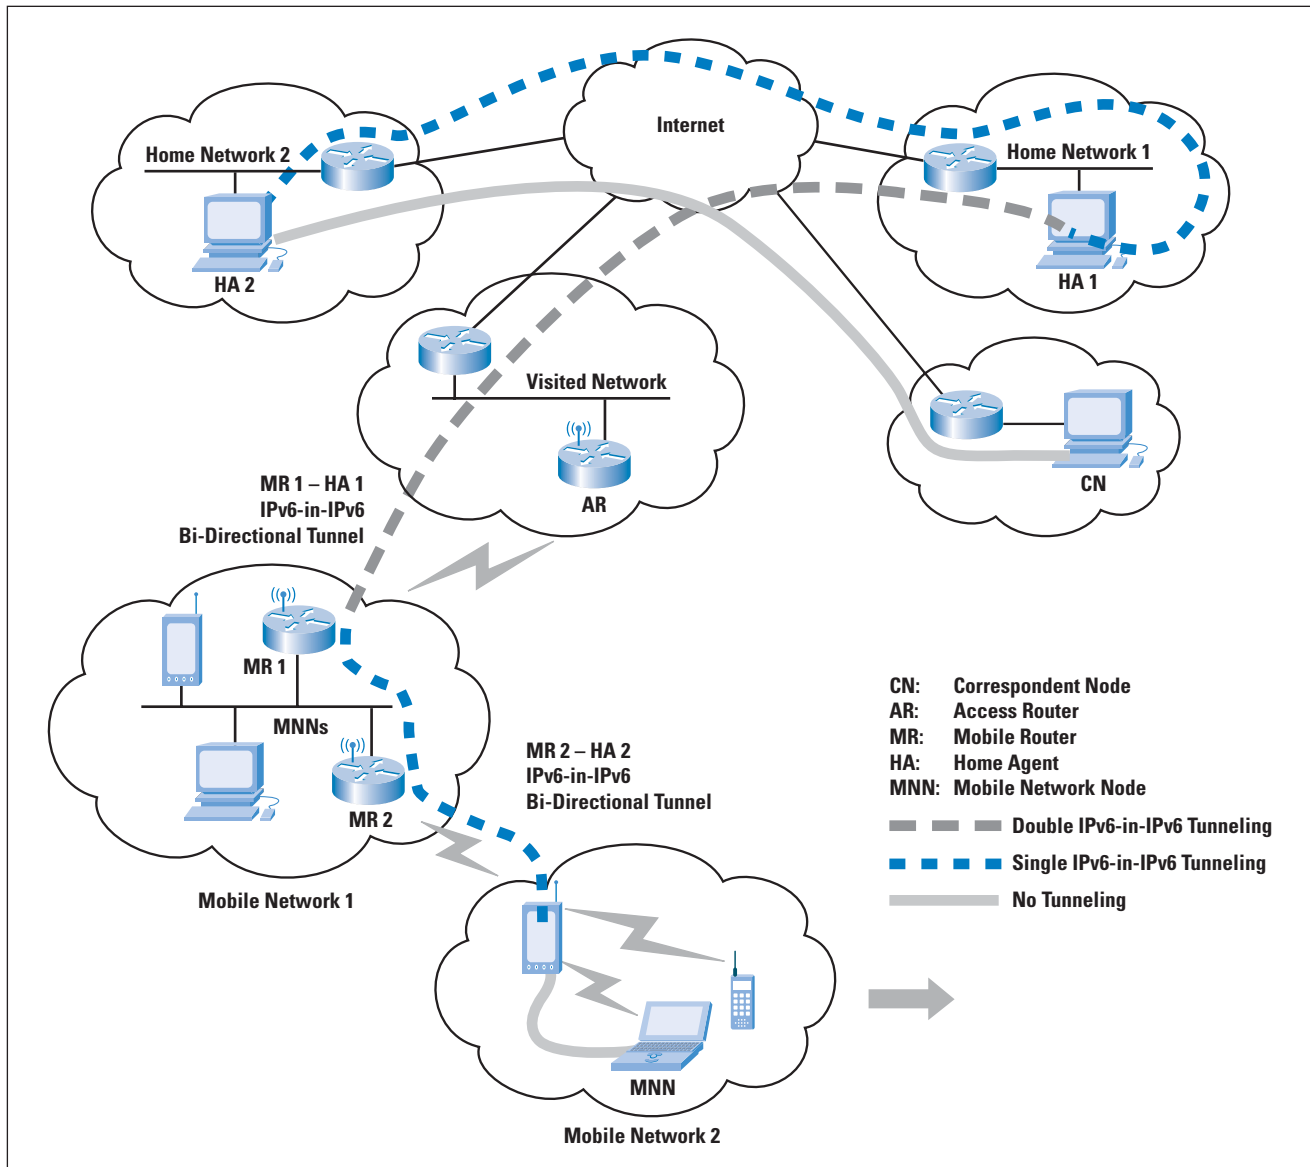 Internet
Home Network 2
Home Network 1
HA 2
HA 1
Visited Network
AR
CN
MR 1 – HA 1
IPv6-in-IPv6
Bi-Directional Tunnel
MR 1
MNNs
MR 2
Mobile Network 1
MR 2 – HA 2
IPv6-in-IPv6
Bi-Directional Tunnel
CN: Correspondent Node
AR: Access Router
MR: Mobile Router
HA: Home Agent
MNN: Mobile Network Node
Double IPv6-in-IPv6 Tunneling
Single IPv6-in-IPv6 Tunneling
No Tunneling
MNN
Mobile Network 2